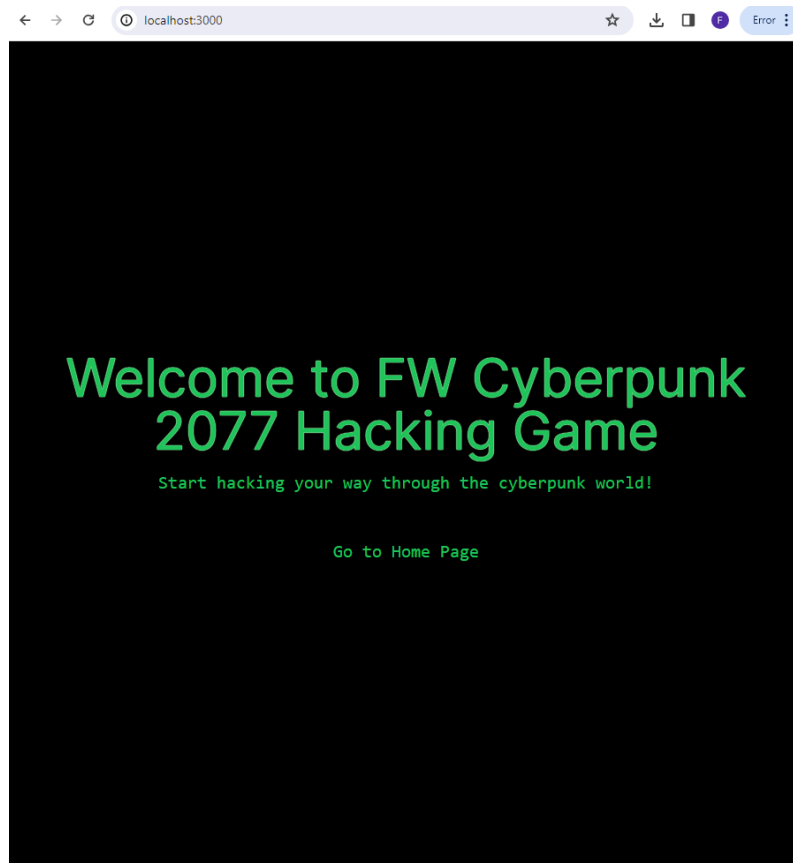 localhost:3000
F
Error
Welcome to FW Cyberpunk
2077 Hacking Game
Start hacking your way through the cyberpunk world!
Go to Home Page